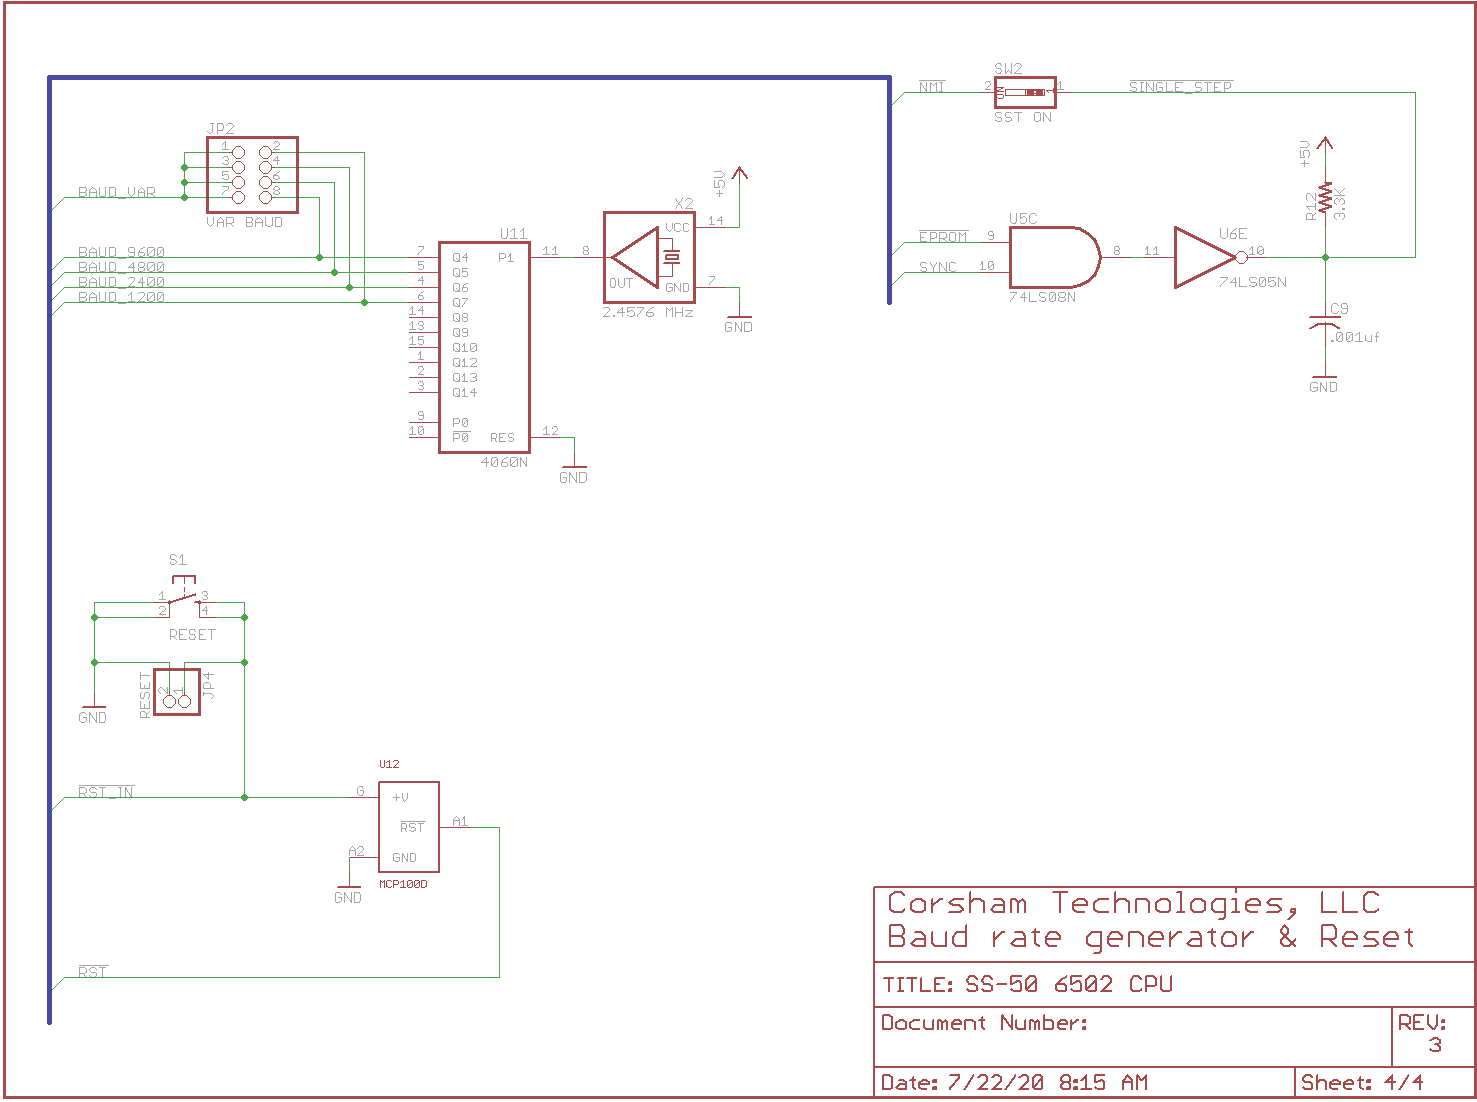 SW2
NMI
2
ON
1
1
SINGLE_STEP
SST ON
JP2
1 2
3 4
5 6
7 8
BAUD_VAR
VAR BAUD
+5V
X2
14
VCC
OUT
GND
8
7
2.4576 MHz
GND
+5V
R12
3.3K
U5C
EPROM 9
SYNC 10
8
74LS08N
11
U6E
10
74LS05N
C9
.001uf
GND
BAUD_9600
BAUD_4800
BAUD_2400
BAUD_1200
U11
7 Q4 P1 11
5 Q5
4 Q6
6 Q7
14 Q8
13 Q9
15 Q10
1 Q12
2 Q13
3 Q14
9 P0
10 P0 RES 12
4060N
GND
S1
1 3
2 4
RESET
RESET
2 1
JP4
GND
U12
RST_IN
G +V
RST A1
A2 GND
MCP100D
GND
RST
Corsham Technologies, LLC
Baud rate generator & Reset
TITLE: SS-50 6502 CPU
Document Number:
REV:
3
Date: 7/22/20 8:15 AM
Sheet: 4/4